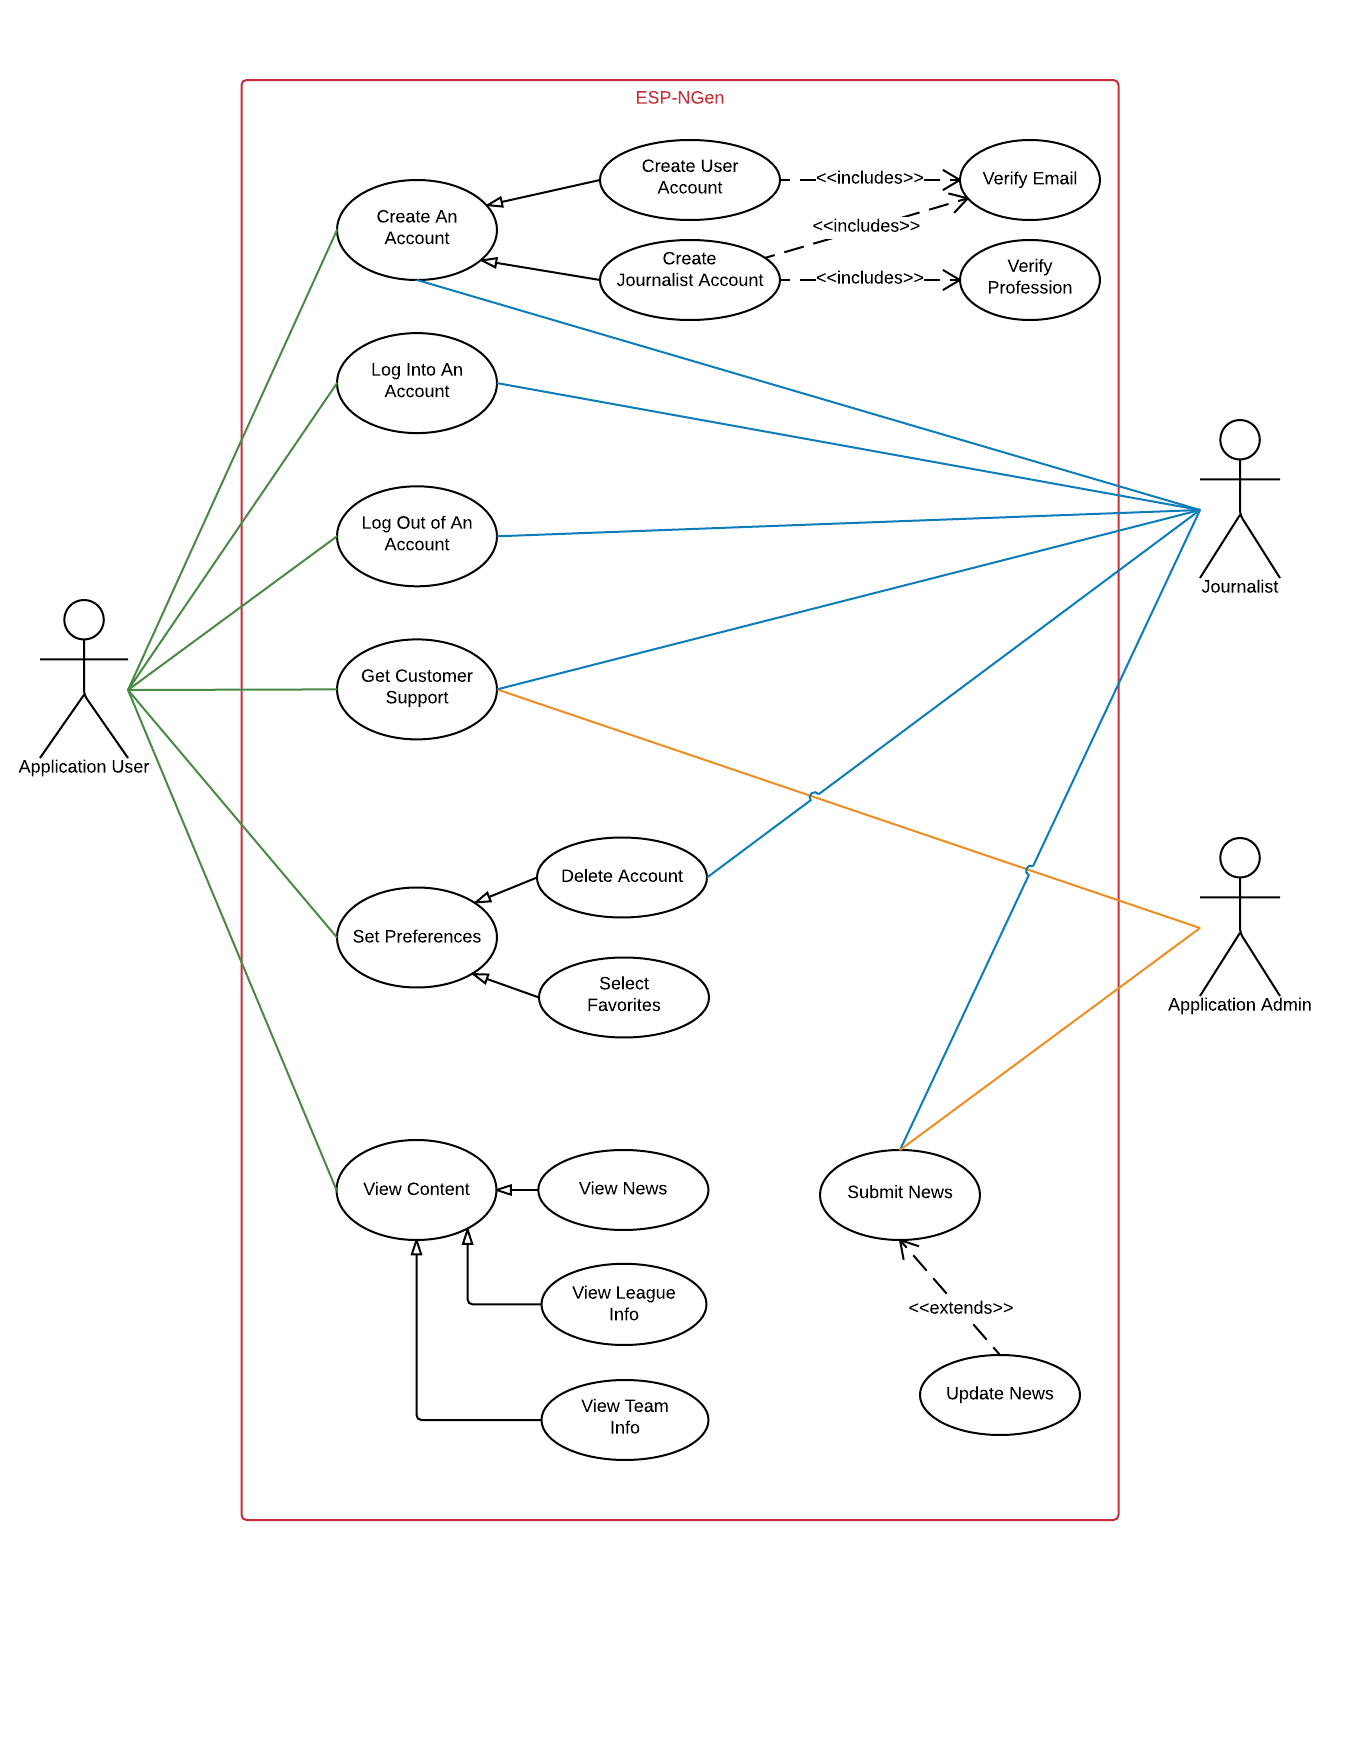 ESP-NGen
Create User
Account
<<includes>>
Verify Email
Create An
Account
<<includes>>
Create
Journalist Account
<<includes>>
Verify
Profession
Log Into An
Account
Log Out of An
Account
Journalist
Get Customer
Support
Application User
Delete Account
Set Preferences
Select
Favorites
Application Admin
View Content
View News
Submit News
View League
Info
<<extends>>
View Team
Info
Update News